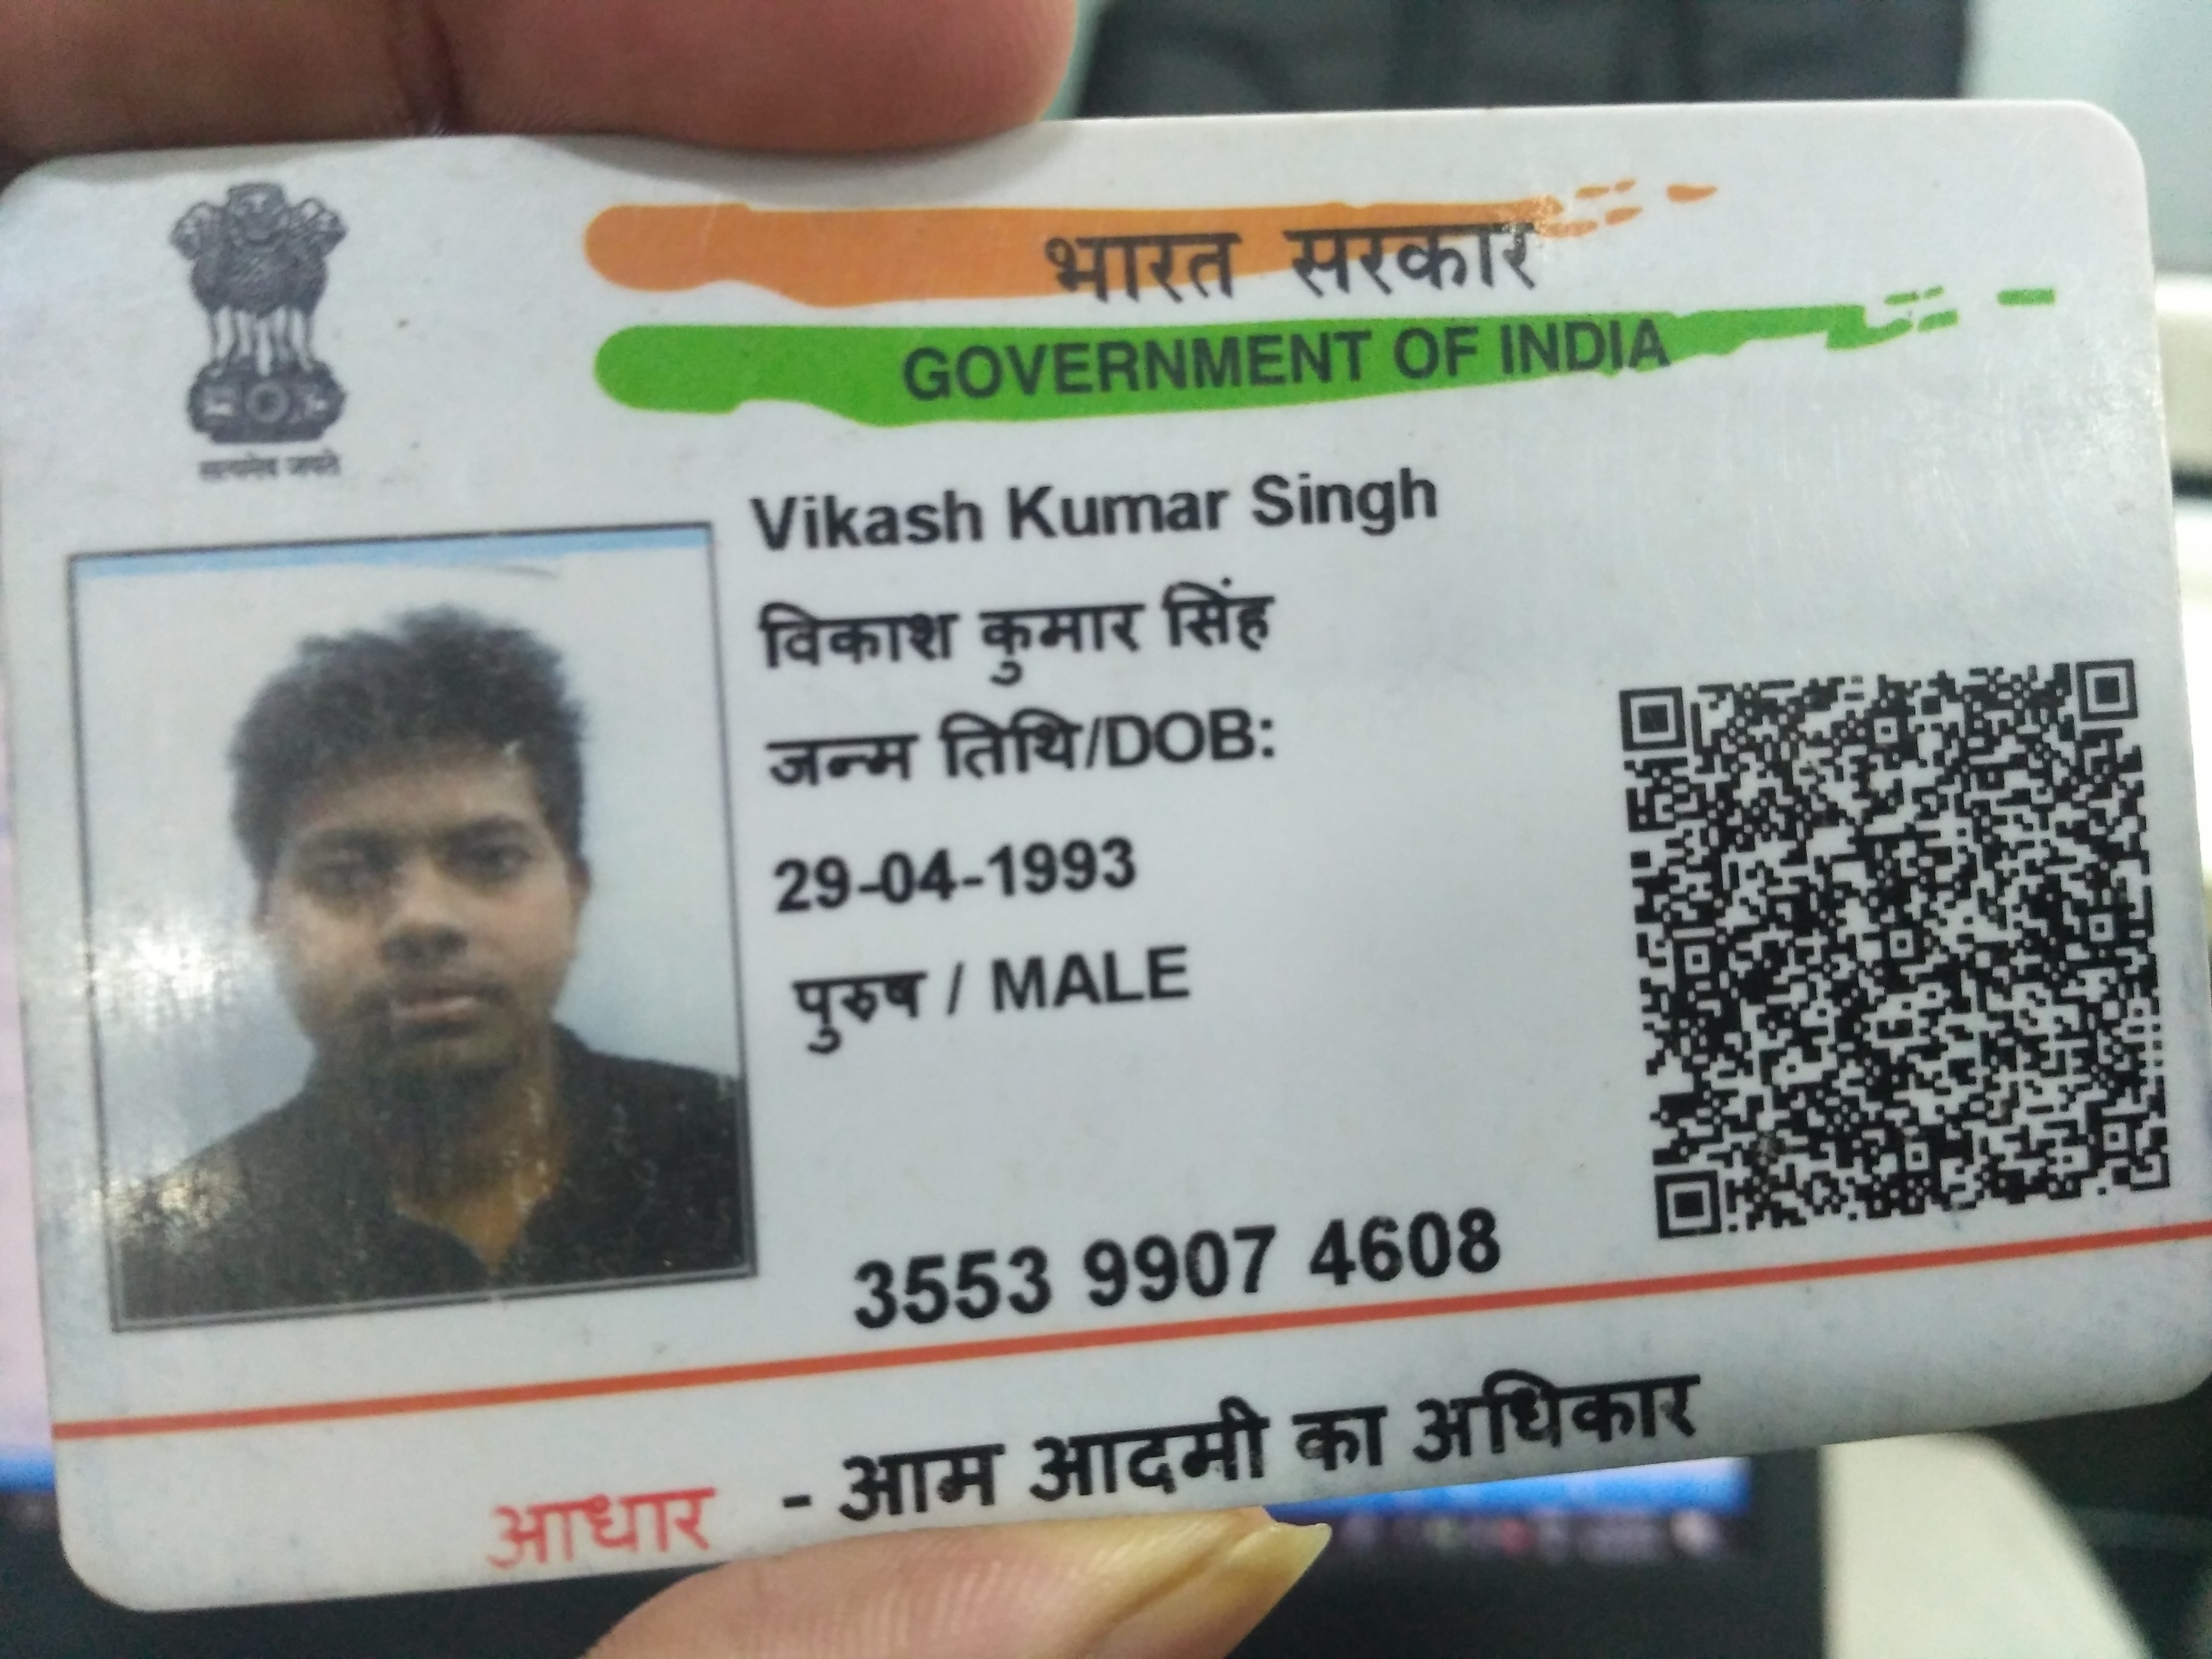 सत्यमेव जयते
भारत सरकार
GOVERNMENT OF INDIA
Vikash Kumar Singh
विकाश कुमार सिंह
जन्म तिथि/DOB:
29-04-1993
पुरुष / MALE
3553 9907 4608
आधार - आम आदमी का अधिकार